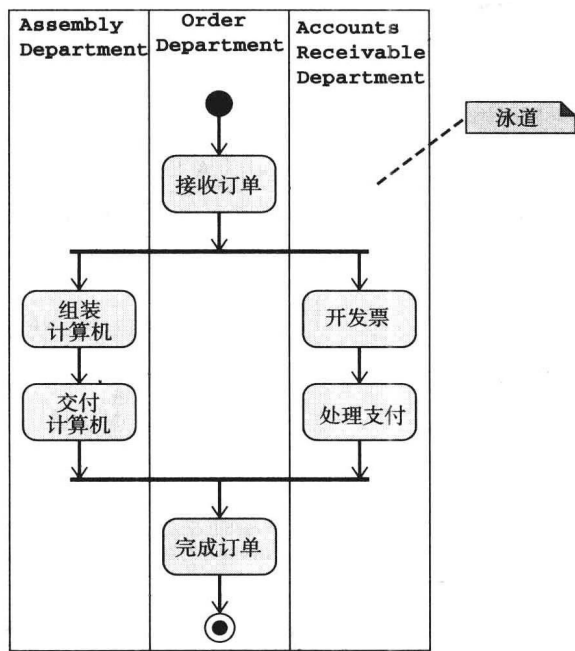 Assembly
Department
Order
Department
Accounts
Receivable
Department
泳道
接收订单
组装
计算机
开发票
交付
计算机
处理支付
完成订单